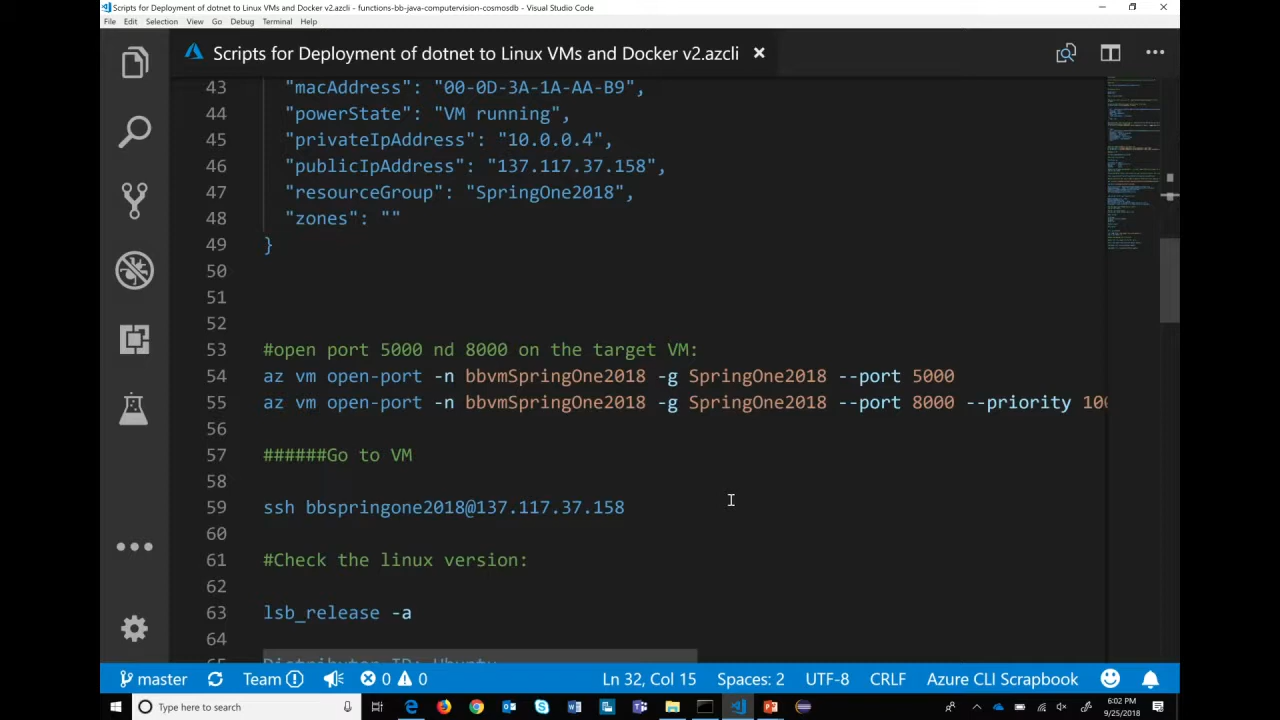 Scripts for Deployment of dotnet to Linux VMs and Docker v2.azcli - functions-bb-java-computervision-cosmosdb - Visual Studio Code
File Edit Selection View Go Debug Terminal Help
Scripts for Deployment of dotnet to Linux VMs and Docker v2.azcli
43 "macAddress": "00-0D-3A-1A-AA-B9",
44 "powerState": "VM running",
45 "privateIpAddress": "10.0.0.4",
46 "publicIpAddress": "137.117.37.158",
47 "resourceGroup": "SpringOne2018",
48 "zones": ""
49 }
50
51
52
53 #open port 5000 nd 8000 on the target VM:
54 az vm open-port -n bbvmSpringOne2018 -g SpringOne2018 --port 5000
55 az vm open-port -n bbvmSpringOne2018 -g SpringOne2018 --port 8000 --priority 100
56
57 ######Go to VM
58
59 ssh bbspringone2018@137.117.37.158
60
61 #Check the linux version:
62
63 lsb_release -a
64
65 Distributor ID: Ubuntu
master Team 0 0 Ln 32, Col 15 Spaces: 2 UTF-8 CRLF Azure CLI Scrapbook
Type here to search
6:02 PM
9/25/2018